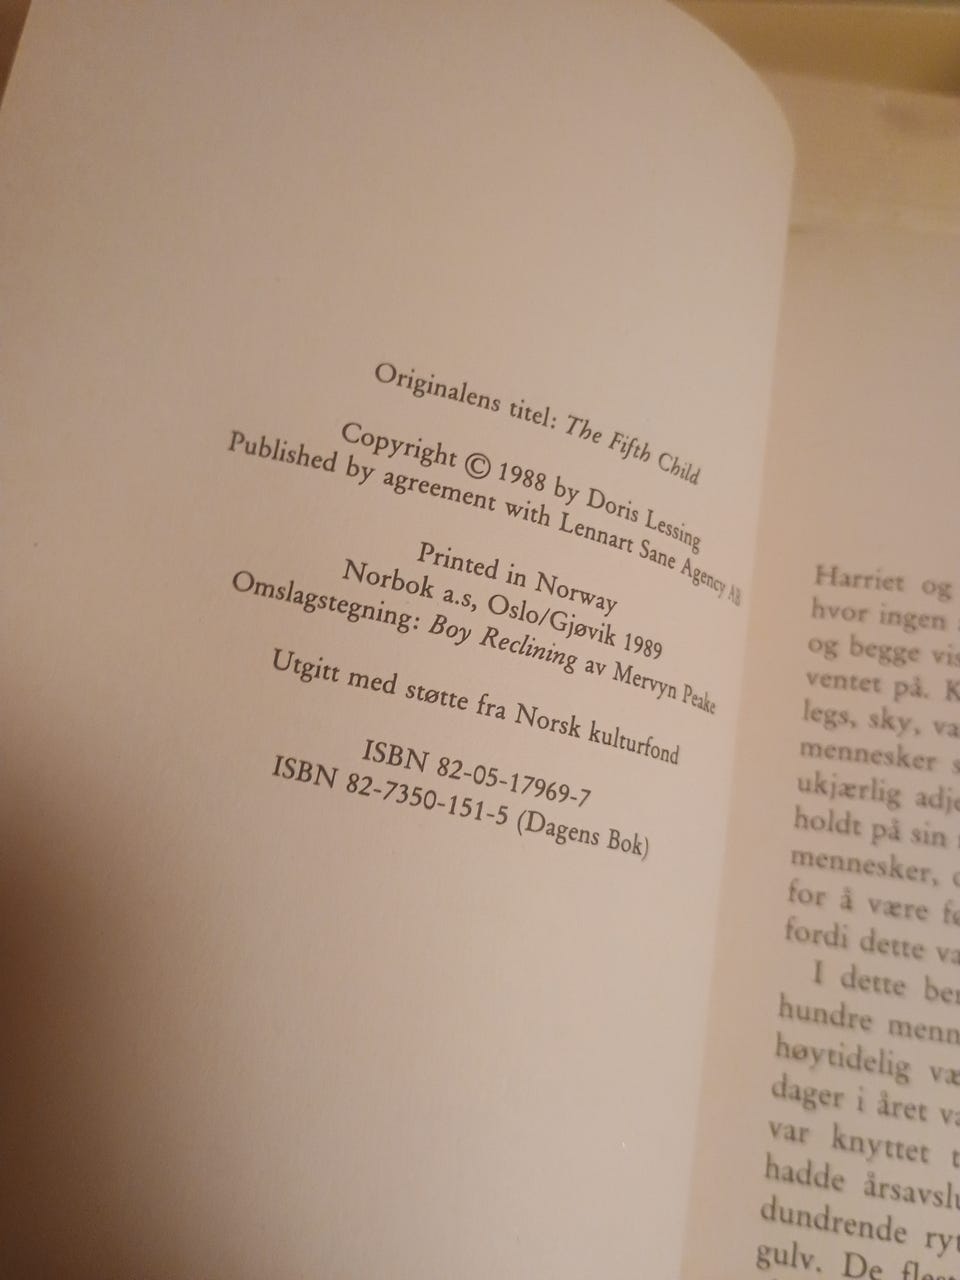 Originalens titel: The Fifth Child
Copyright © 1988 by Doris Lessing
Published by agreement with Lennart Sane Agency AB
Printed in Norway
Norbok a.s, Oslo/Gjøvik 1989
Omslagstegning: Boy Reclining av Mervyn Peake
Utgitt med støtte fra Norsk kulturfond
ISBN 82-05-17969-7
ISBN 82-7350-151-5 (Dagens Bok)
Harriet og
hvor ingen
og begge
ventet på.
legs, sky,
mennesker
ukjærlig
holdt på sin
mennesker,
for å være
fordi dette
I dette
hundre
høytidelig
dager i året
var knyttet
hadde
dundrende
gulv. De